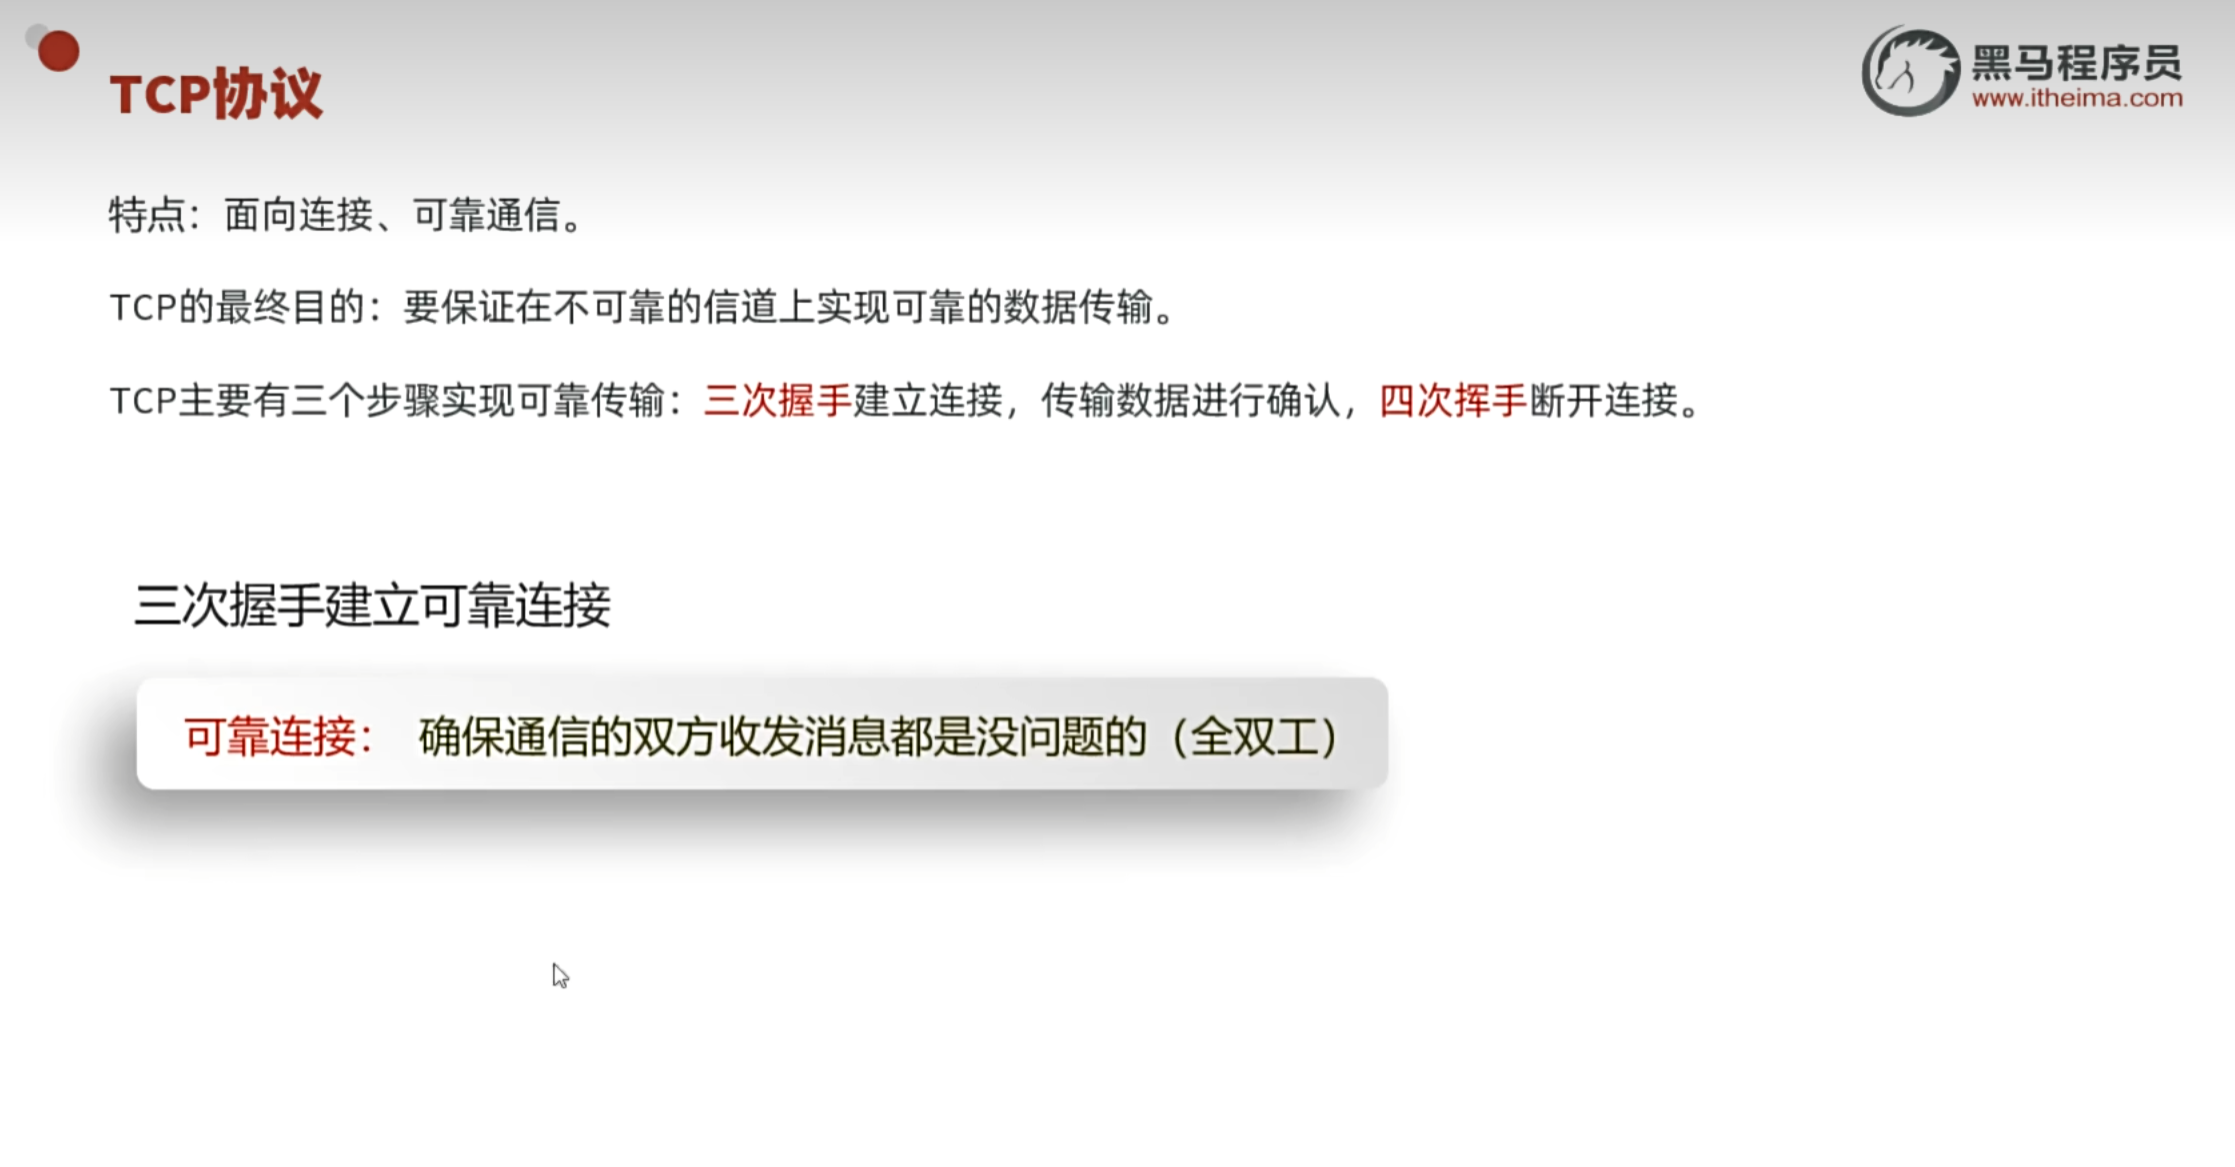 黑马程序员
www.itheima.com
TCP协议
特点：面向连接、可靠通信。
TCP的最终目的：要保证在不可靠的信道上实现可靠的数据传输。
TCP主要有三个步骤实现可靠传输：三次握手建立连接，传输数据进行确认，四次挥手断开连接。
三次握手建立可靠连接
可靠连接： 确保通信的双方收发消息都是没问题的（全双工）